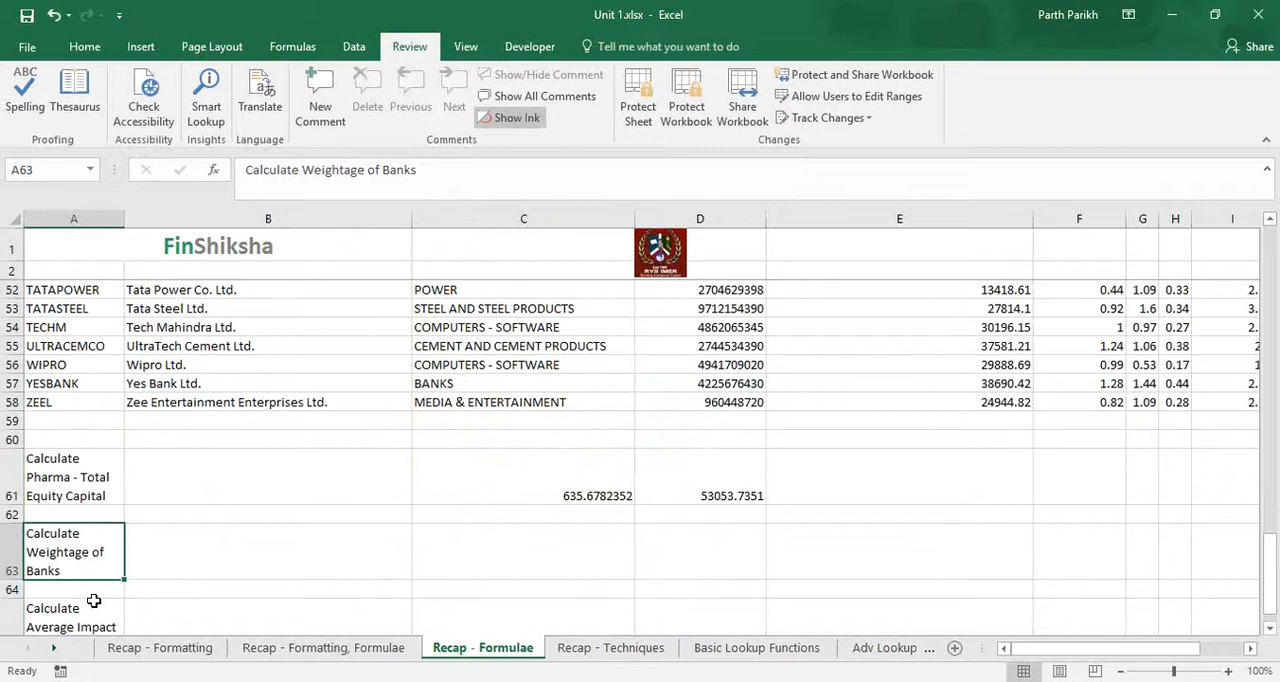 Unit 1.xlsx - Excel
Parth Parikh
File Home Insert Page Layout Formulas Data Review View Developer Tell me what you want to do Share
ABC
Spelling Thesaurus
Proofing
Check Accessibility
Accessibility
Smart Lookup
Insights
Translate
Language
New Comment
Delete Previous Next
Show/Hide Comment
Show All Comments
Show Ink
Comments
Protect Sheet
Protect Workbook
Share Workbook
Protect and Share Workbook
Allow Users to Edit Ranges
Track Changes
Changes
A63 fx Calculate Weightage of Banks
A B C D E F G H I
1 FinShiksha
2
52 TATAPOWER Tata Power Co. Ltd. POWER 2704629398 13418.61 0.44 1.09 0.33 2.
53 TATASTEEL Tata Steel Ltd. STEEL AND STEEL PRODUCTS 9712154390 27814.1 0.92 1.6 0.34 3.
54 TECHM Tech Mahindra Ltd. COMPUTERS - SOFTWARE 4862065345 30196.15 1 0.97 0.27 2.
55 ULTRACEMCO UltraTech Cement Ltd. CEMENT AND CEMENT PRODUCTS 2744534390 37581.21 1.24 1.06 0.38 2
56 WIPRO Wipro Ltd. COMPUTERS - SOFTWARE 4941709020 29888.69 0.99 0.53 0.17 1
57 YESBANK Yes Bank Ltd. BANKS 4225676430 38690.42 1.28 1.44 0.44 2.
58 ZEEL Zee Entertainment Enterprises Ltd. MEDIA & ENTERTAINMENT 960448720 24944.82 0.82 1.09 0.28 2.
59
60
Calculate
Pharma - Total
61 Equity Capital 635.6782352 53053.7351
62
Calculate
Weightage of
63 Banks
64
Calculate
Average Impact
Recap - Formatting Recap - Formatting, Formulae Recap - Formulae Recap - Techniques Basic Lookup Functions Adv Lookup ...
Ready 100%